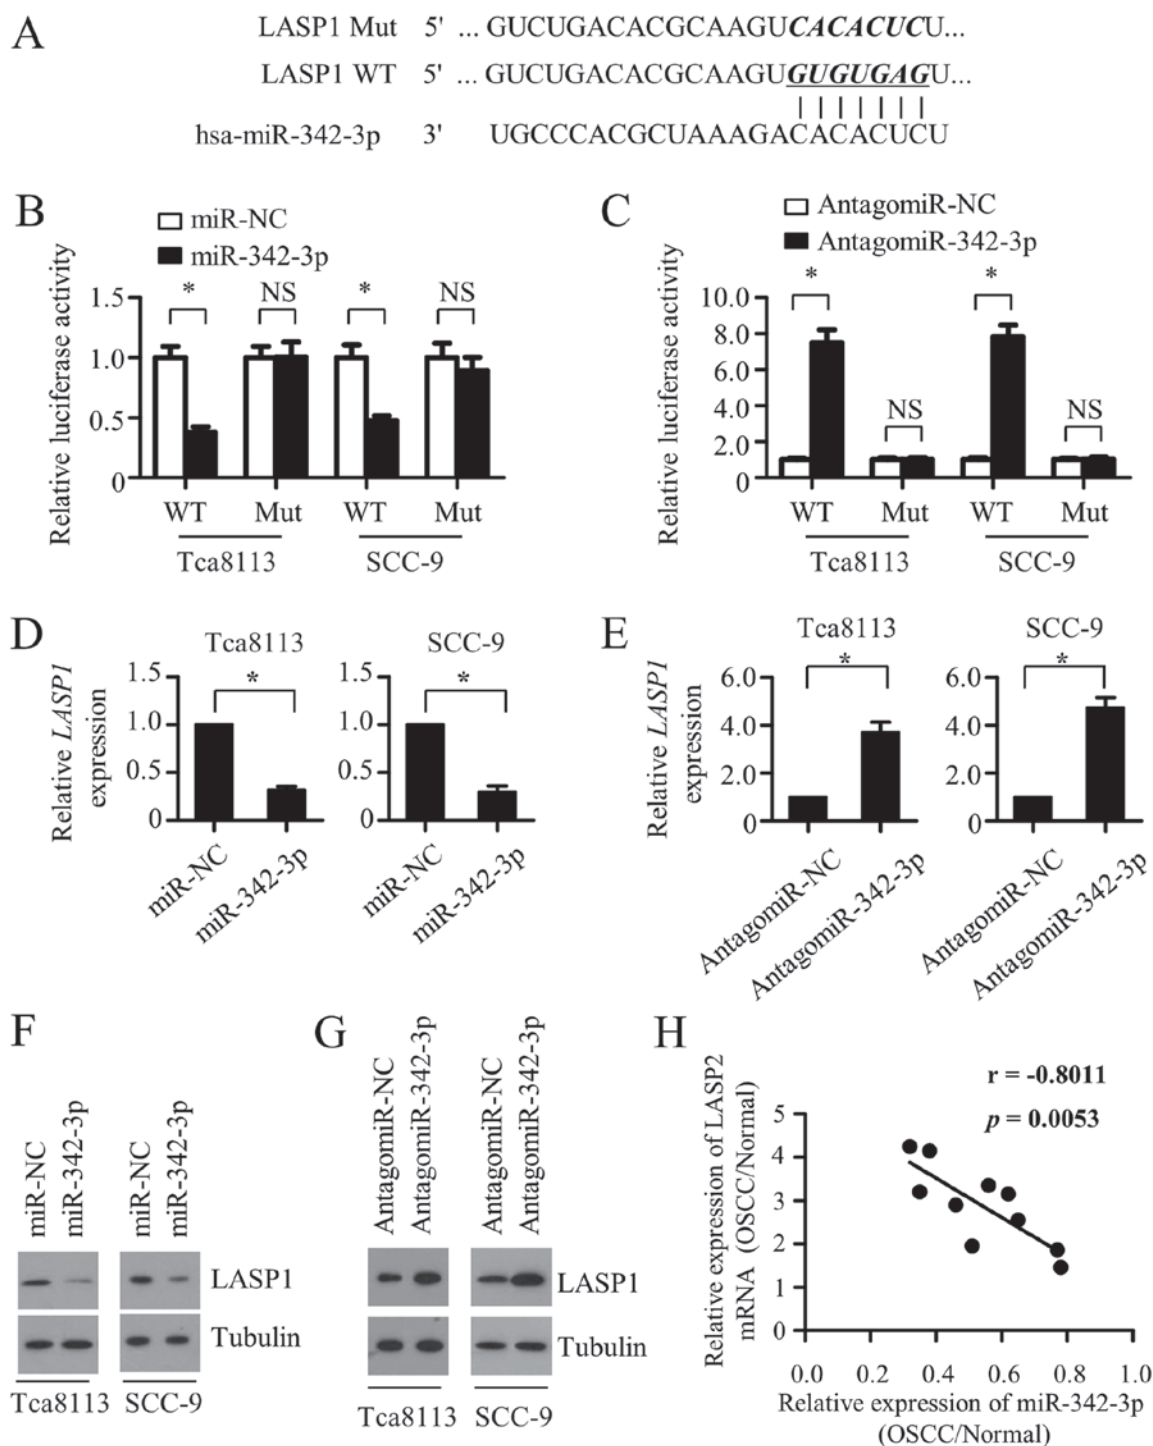 A
LASP1 Mut 5' ... GUCUGACACGCAAGUCACACUCU...
LASP1 WT 5' ... GUCUGACACGCAAGUGUGUGAGU...
hsa-miR-342-3p 3' UGCCCACGCUAAAGACACACUCU
B
miR-NC
miR-342-3p
Relative luciferase activity
1.5
1.0
0.5
0
* NS * NS
WT Mut WT Mut
Tca8113 SCC-9
C
AntagomiR-NC
AntagomiR-342-3p
Relative luciferase activity
10.0
8.0
6.0
4.0
2.0
0
* NS * NS
WT Mut WT Mut
Tca8113 SCC-9
D
Relative LASP1
expression
Tca8113
1.5
1.0
0.5
0
*
miR-NC
miR-342-3p
SCC-9
1.5
1.0
0.5
0
*
miR-NC
miR-342-3p
E
Relative LASP1
expression
Tca8113
6.0
4.0
2.0
0
*
AntagomiR-NC
AntagomiR-342-3p
SCC-9
6.0
4.0
2.0
0
*
AntagomiR-NC
AntagomiR-342-3p
F
miR-NC
miR-342-3p
miR-NC
miR-342-3p
LASP1
Tubulin
Tca8113 SCC-9
G
AntagomiR-NC
AntagomiR-342-3p
AntagomiR-NC
AntagomiR-342-3p
LASP1
Tubulin
Tca8113 SCC-9
H
r = -0.8011
p = 0.0053
Relative expression of LASP2
mRNA (OSCC/Normal)
5
4
3
2
1
0
0.0 0.2 0.4 0.6 0.8 1.0
Relative expression of miR-342-3p
(OSCC/Normal)